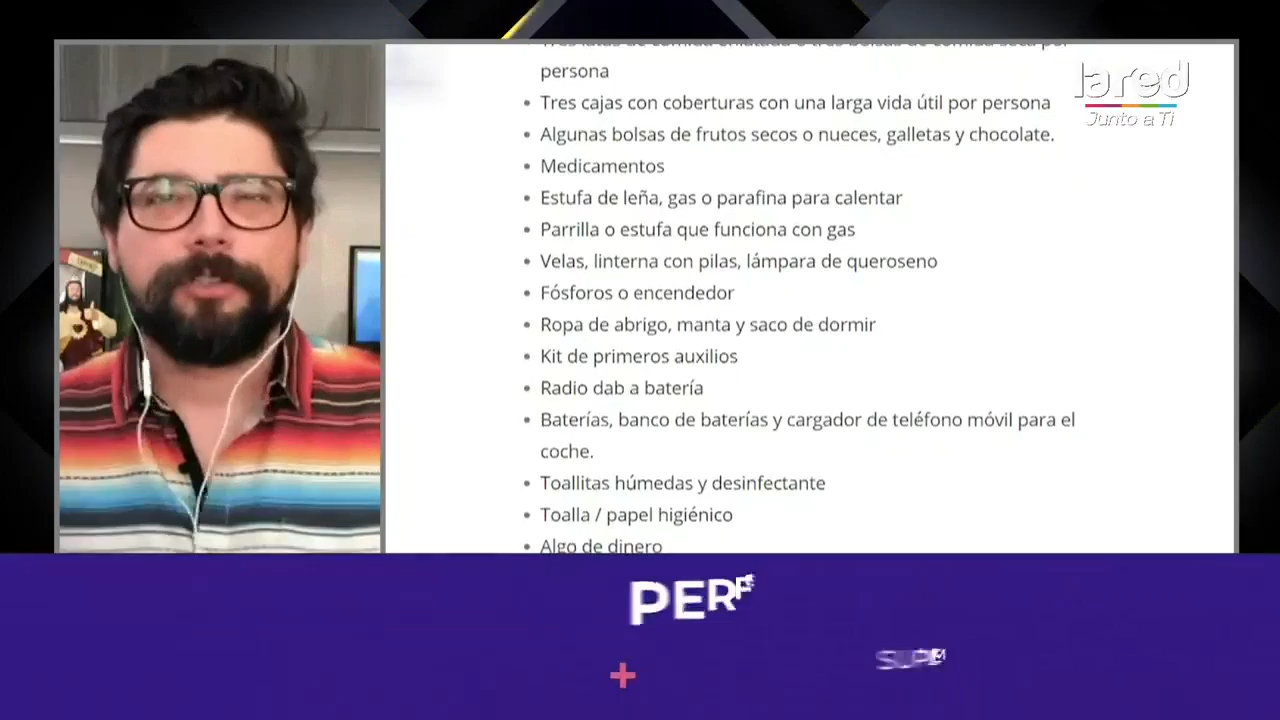 persona
lared
Tres cajas con coberturas con una larga vida útil por persona
Junto a Ti
Algunas bolsas de frutos secos o nueces, galletas y chocolate.
Medicamentos
Estufa de leña, gas o parafina para calentar
Parrilla o estufa que funciona con gas
Velas, linterna con pilas, lámpara de queroseno
Fósforos o encendedor
Ropa de abrigo, manta y saco de dormir
Kit de primeros auxilios
Radio dab a batería
Baterías, banco de baterías y cargador de teléfono móvil para el
coche.
Toallitas húmedas y desinfectante
Toalla / papel higiénico
Algo de dinero